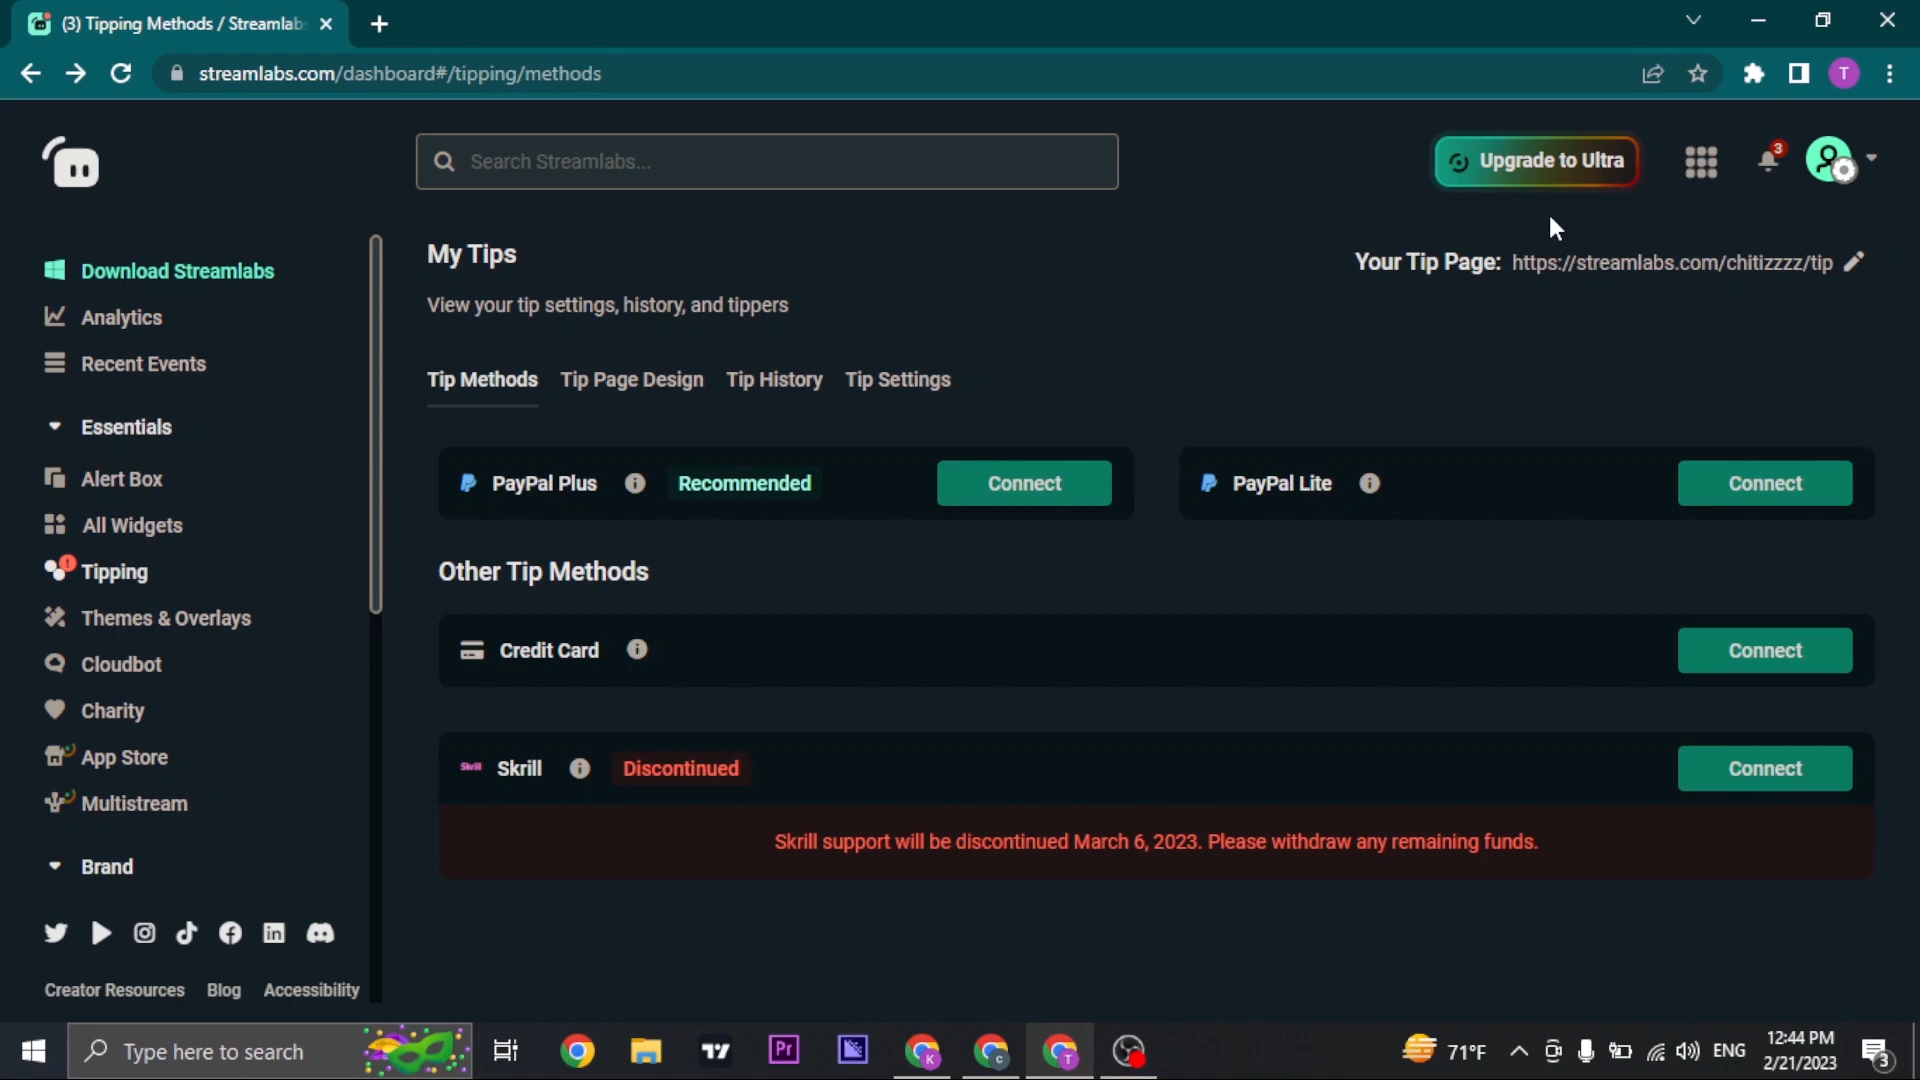 (3) Tipping Methods / Streamlab
streamlabs.com/dashboard#/tipping/methods
T
Search Streamlabs...
Upgrade to Ultra
3
Download Streamlabs
Analytics
Recent Events
Essentials
Alert Box
All Widgets
Tipping
Themes & Overlays
Cloudbot
Charity
App Store
Multistream
Brand
Creator Resources Blog Accessibility
My Tips
Your Tip Page: https://streamlabs.com/chitizzzz/tip
View your tip settings, history, and tippers
Tip Methods Tip Page Design Tip History Tip Settings
PayPal Plus Recommended Connect
PayPal Lite Connect
Other Tip Methods
Credit Card Connect
Skrill Skrill Discontinued Connect
Skrill support will be discontinued March 6, 2023. Please withdraw any remaining funds.
Type here to search
Pr
K
C
T
71°F
ENG
12:44 PM
2/21/2023
3